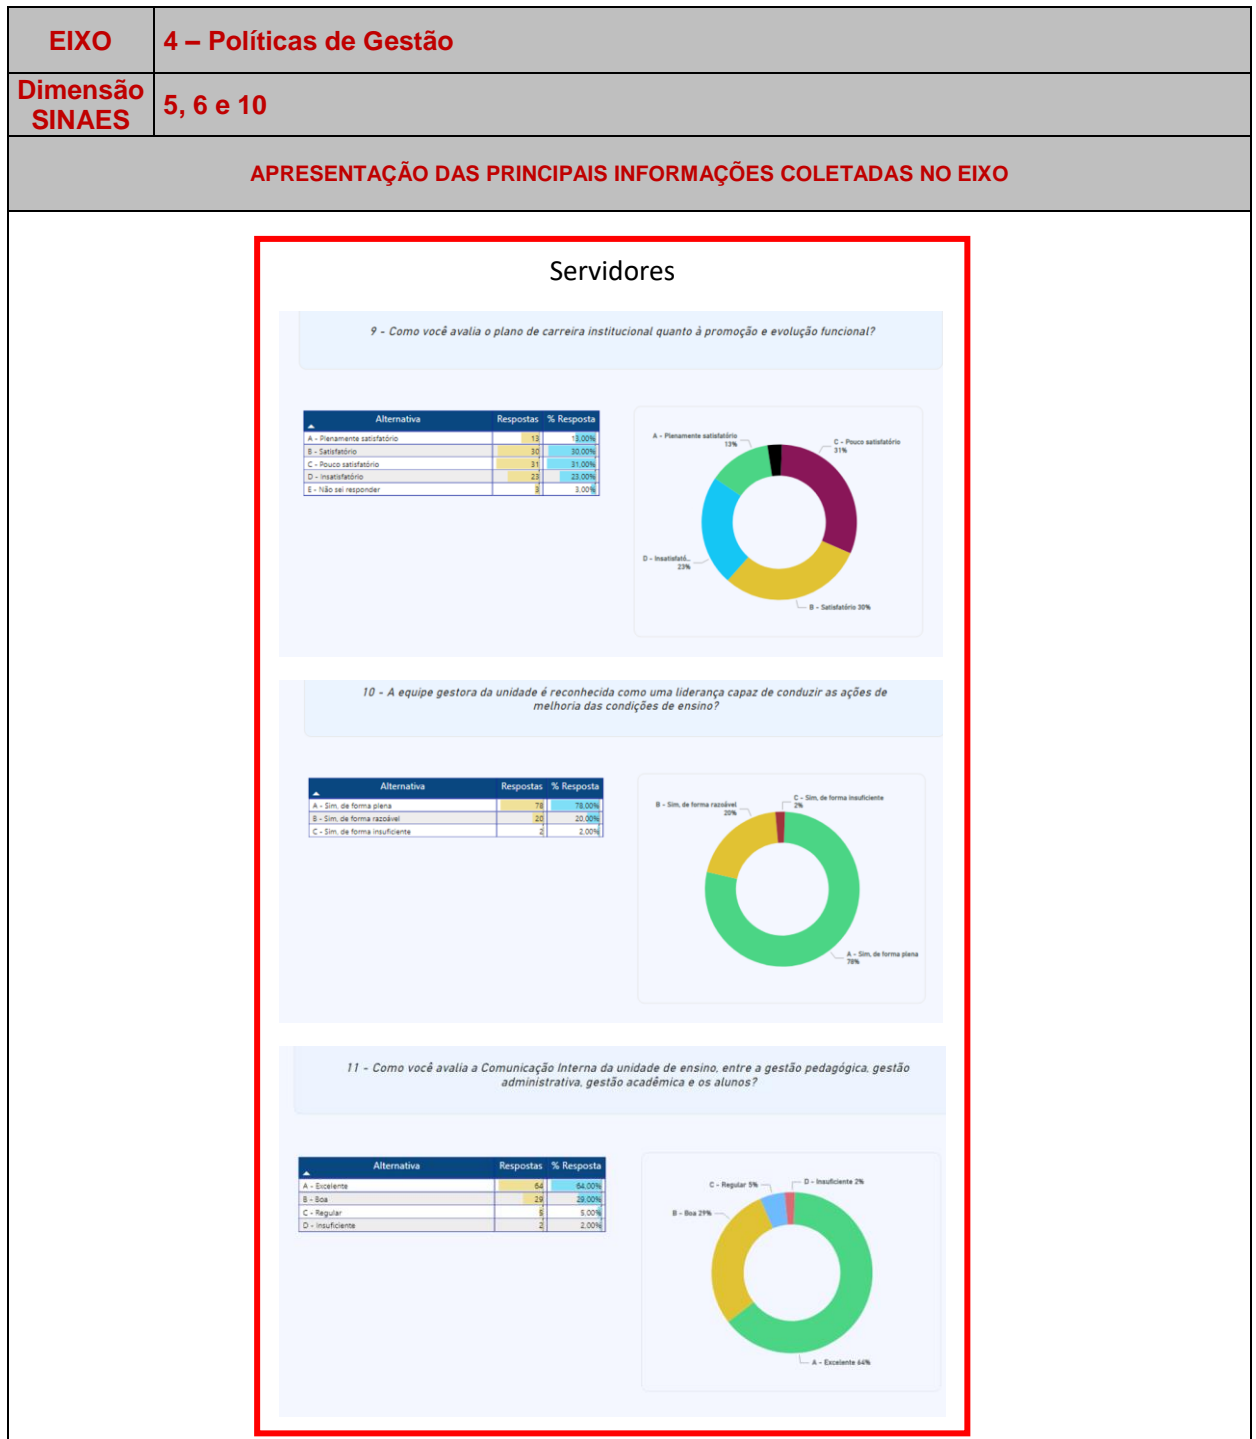 EIXO 4 – Políticas de Gestão
Dimensão SINAES 5, 6 e 10
APRESENTAÇÃO DAS PRINCIPAIS INFORMAÇÕES COLETADAS NO EIXO
Servidores
9 - Como você avalia o plano de carreira institucional quanto à promoção e evolução funcional?
Alternativa Respostas % Resposta
A - Plenamente satisfatório 13 13,00%
B - Satisfatório 30 30,00%
C - Pouco satisfatório 31 31,00%
D - Insatisfatório 23 23,00%
E - Não sei responder 3 3,00%
A - Plenamente satisfatório
13%
C - Pouco satisfatório
31%
D - Insatisfató...
23%
B - Satisfatório 30%
10 - A equipe gestora da unidade é reconhecida como uma liderança capaz de conduzir as ações de
melhoria das condições de ensino?
Alternativa Respostas % Resposta
A - Sim, de forma plena 78 78,00%
B - Sim, de forma razoável 20 20,00%
C - Sim, de forma insuficiente 2 2,00%
B - Sim, de forma razoável
20%
C - Sim, de forma insuficiente
2%
A - Sim, de forma plena
78%
11 - Como você avalia a Comunicação Interna da unidade de ensino, entre a gestão pedagógica, gestão
administrativa, gestão acadêmica e os alunos?
Alternativa Respostas % Resposta
A - Excelente 64 64,00%
B - Boa 29 29,00%
C - Regular 5 5,00%
D - Insuficiente 2 2,00%
C - Regular 5%
D - Insuficiente 2%
B - Boa 29%
A - Excelente 64%